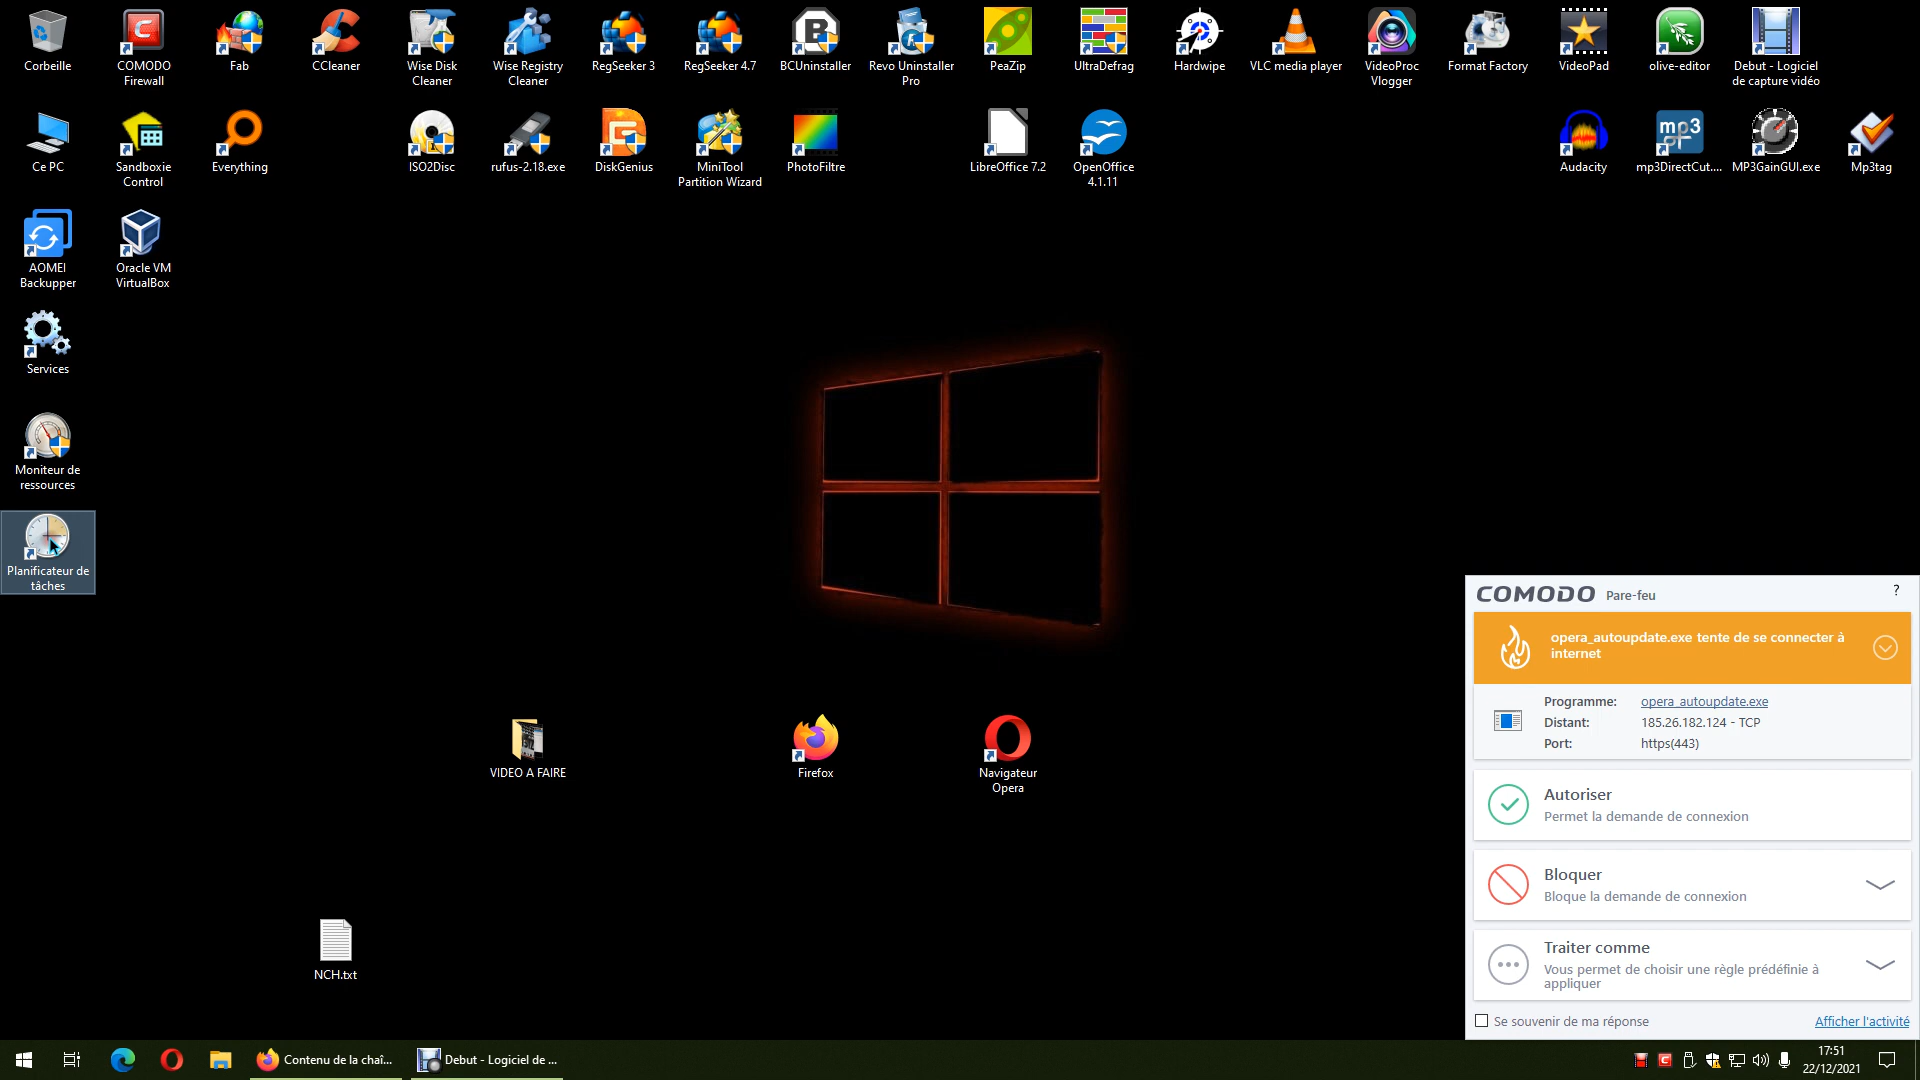 Corbeille
COMODO
Firewall
Fab
CCleaner
Wise Disk
Cleaner
Wise Registry
Cleaner
RegSeeker 3
RegSeeker 4.7
BCUninstaller
Revo Uninstaller
Pro
PeaZip
UltraDefrag
Hardwipe
VLC media player
VideoProc
Vlogger
Format Factory
VideoPad
olive-editor
Debut - Logiciel
de capture vidéo
Ce PC
Sandboxie
Control
Everything
ISO2Disc
rufus-2.18.exe
DiskGenius
MiniTool
Partition Wizard
PhotoFiltre
LibreOffice 7.2
OpenOffice
4.1.11
Audacity
mp3DirectCut....
MP3GainGUI.exe
Mp3tag
AOMEI
Backupper
Oracle VM
VirtualBox
Services
Moniteur de
ressources
Planificateur de
tâches
VIDEO A FAIRE
Firefox
Navigateur
Opera
NCH.txt
COMODO Pare-feu ?
opera_autoupdate.exe tente de se connecter à
internet
Programme: opera_autoupdate.exe
Distant: 185.26.182.124 - TCP
Port: https(443)
Autoriser
Permet la demande de connexion
Bloquer
Bloque la demande de connexion
Traiter comme
Vous permet de choisir une règle prédéfinie à
appliquer
Se souvenir de ma réponse
Afficher l'activité
Contenu de la chaî...
Debut - Logiciel de ...
17:51
22/12/2021